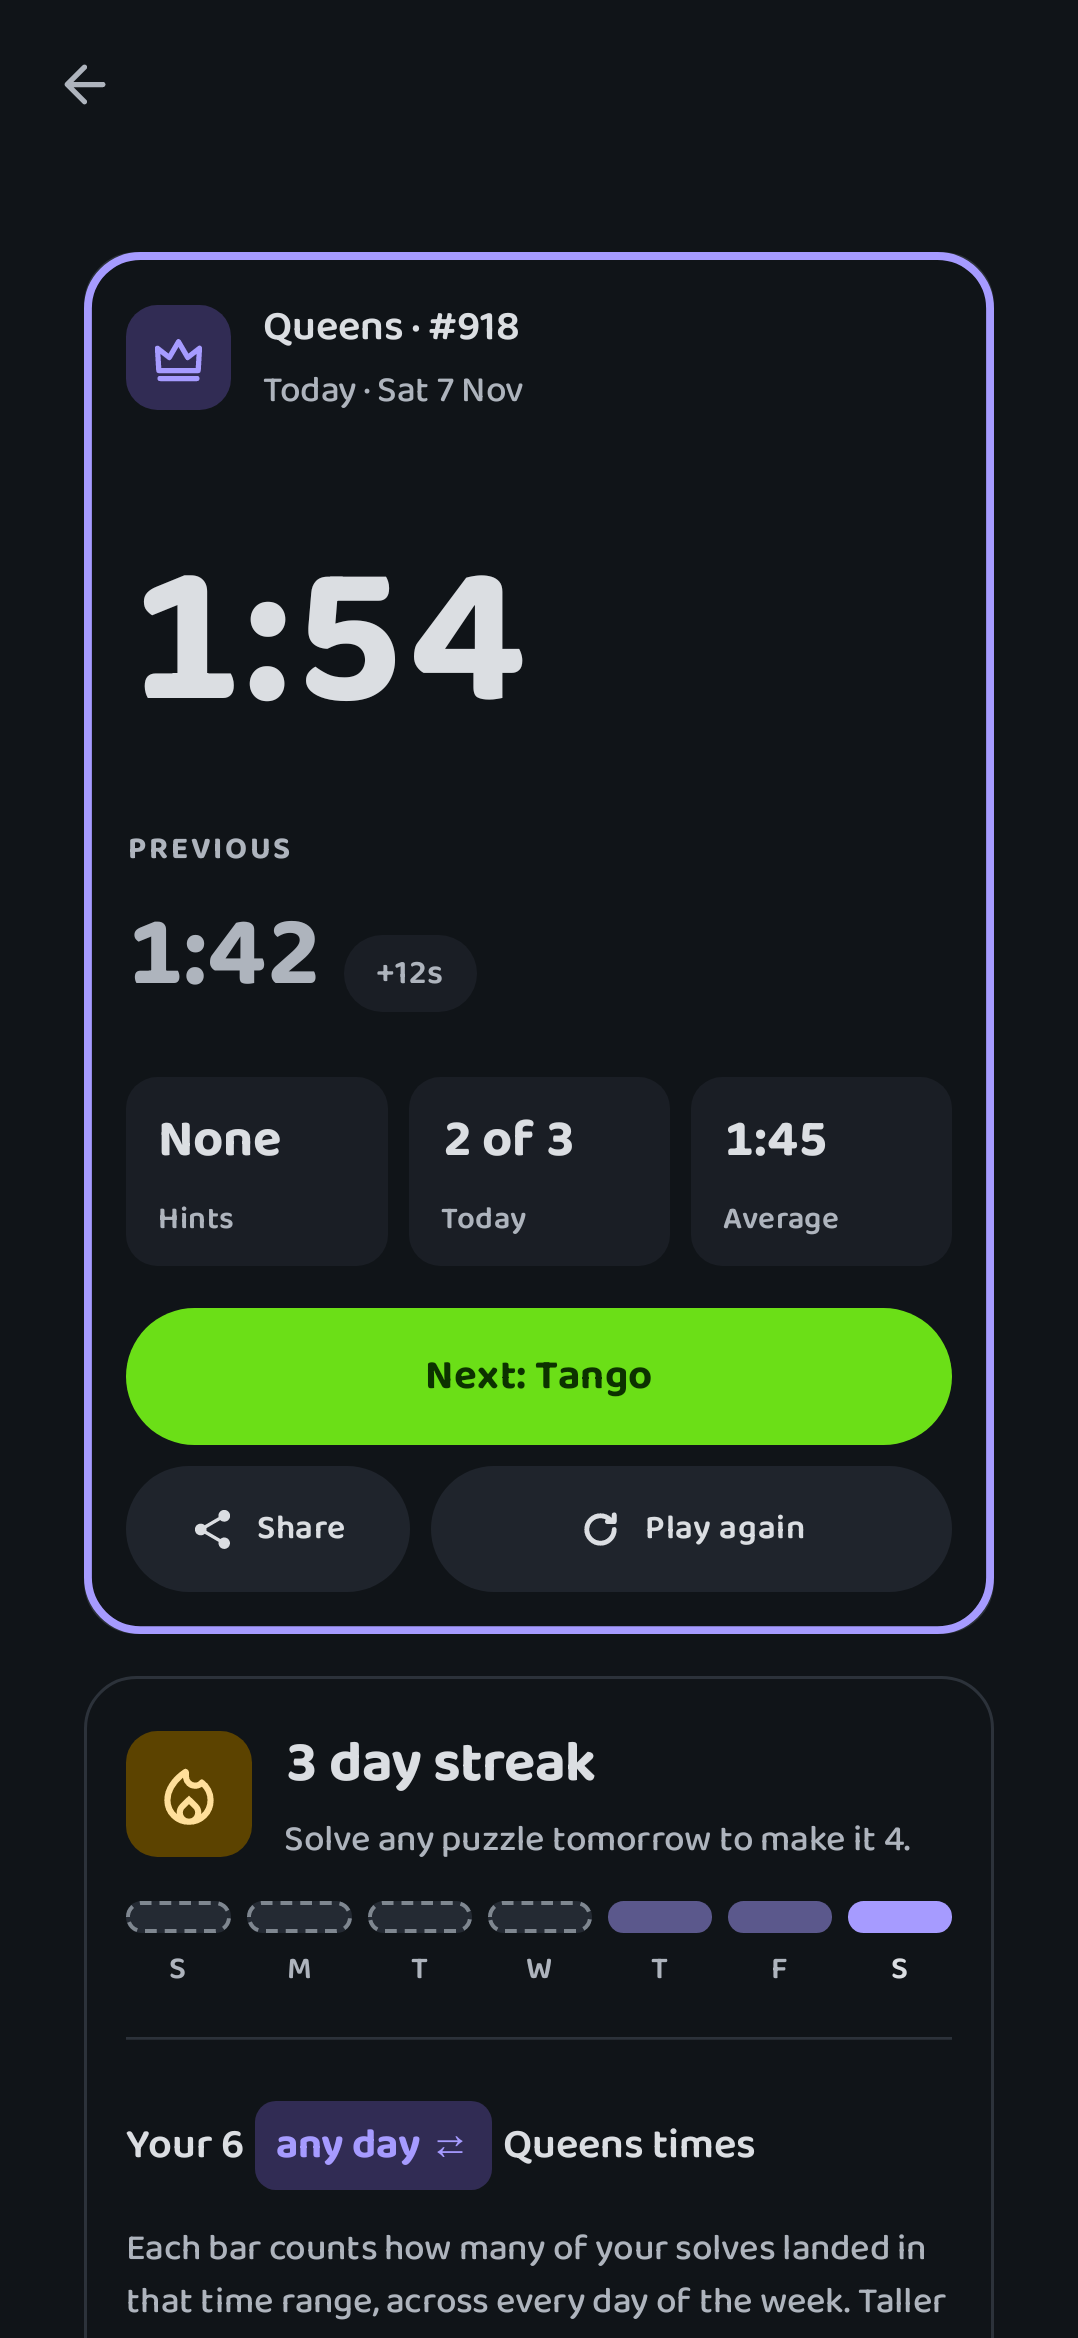 Queens · #918
Today · Sat 7 Nov
1:54
PREVIOUS
1:42 +12s
None 2 of 3 1:45
Hints Today Average
Next: Tango
Share Play again
3 day streak
Solve any puzzle tomorrow to make it 4.
S M T W T F S
Your 6 any day ⇄ Queens times
Each bar counts how many of your solves landed in
that time range, across every day of the week. Taller